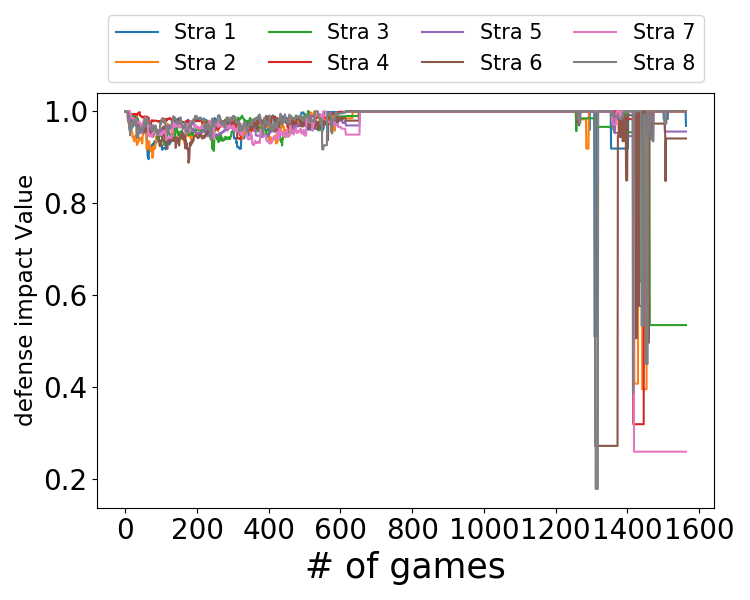 Stra 1 Stra 3 Stra 5 Stra 7
Stra 2 Stra 4 Stra 6 Stra 8
1.0
0.8
0.6
0.4
0.2
defense impact Value
0 200 400 600 800 1000 1200 1400 1600
# of games